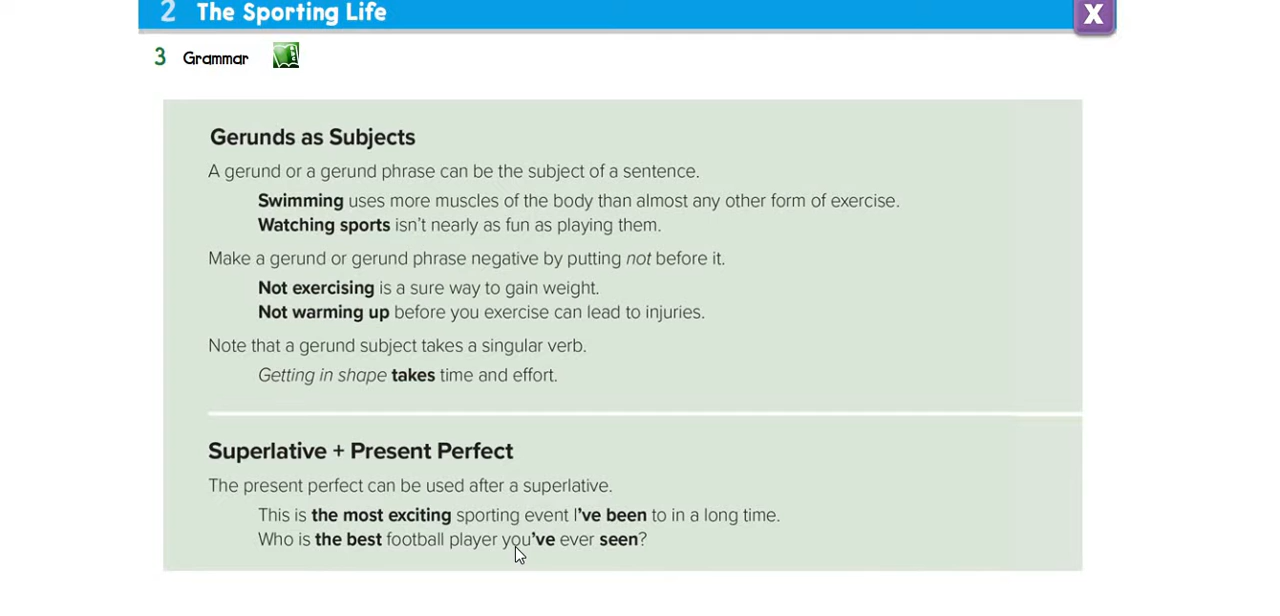 2 The Sporting Life
X
3 Grammar
Gerunds as Subjects
A gerund or a gerund phrase can be the subject of a sentence.
Swimming uses more muscles of the body than almost any other form of exercise.
Watching sports isn't nearly as fun as playing them.
Make a gerund or gerund phrase negative by putting not before it.
Not exercising is a sure way to gain weight.
Not warming up before you exercise can lead to injuries.
Note that a gerund subject takes a singular verb.
Getting in shape takes time and effort.
Superlative + Present Perfect
The present perfect can be used after a superlative.
This is the most exciting sporting event I've been to in a long time.
Who is the best football player you've ever seen?